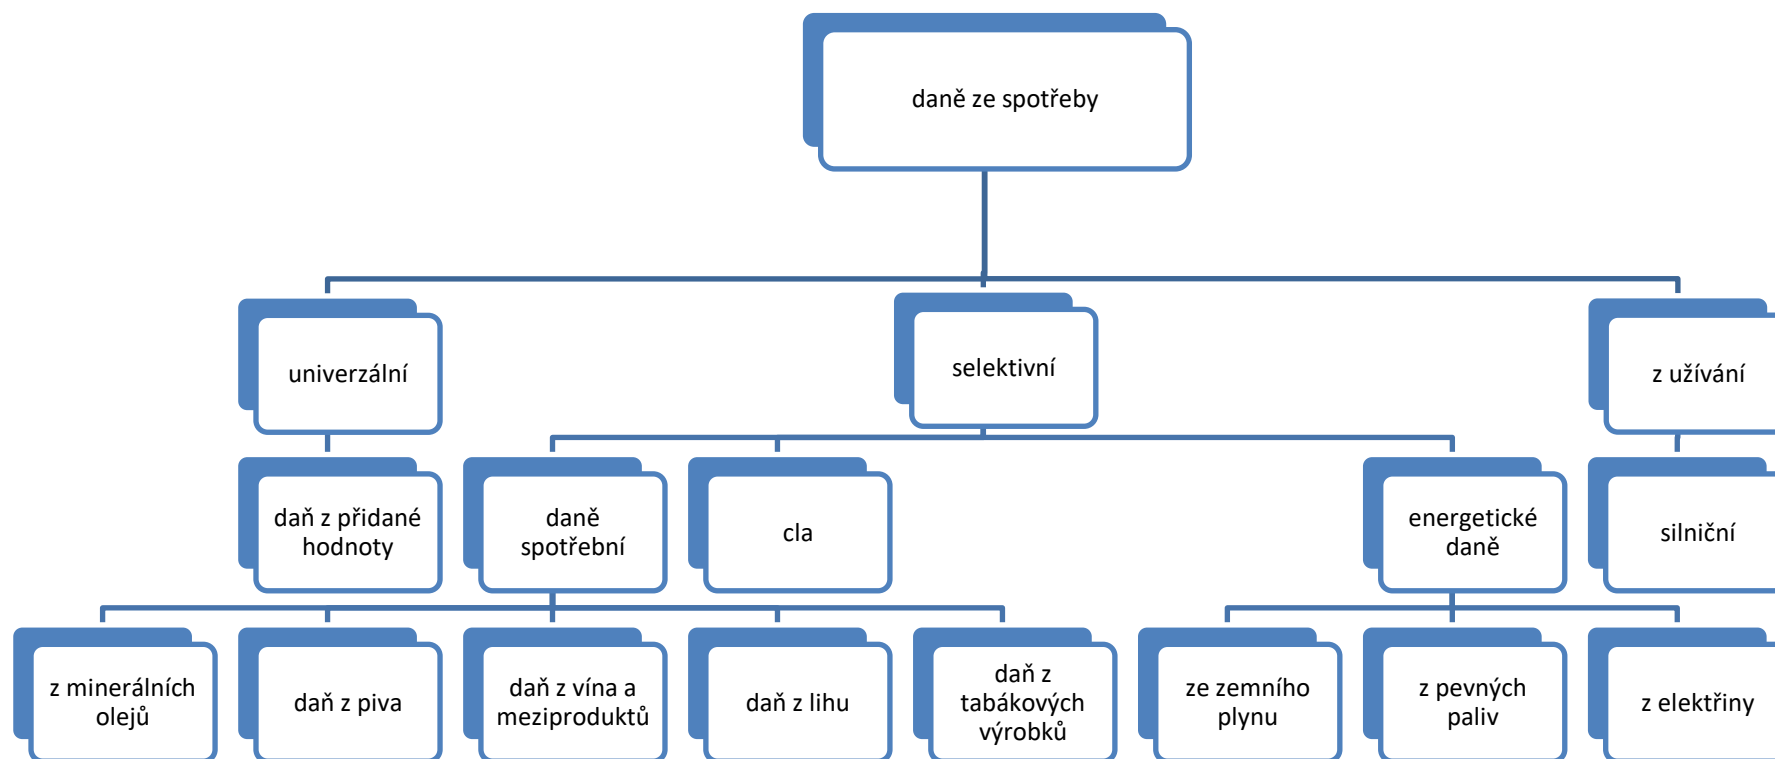 daně ze spotřeby
univerzální
selektivní
z užívání
daň z přidané
hodnoty
daně
spotřební
cla
energetické
daně
silniční
z minerálních
olejů
daň z piva
daň z vína a
meziproduktů
daň z lihu
daň z
tabákových
výrobků
ze zemního
plynu
z pevných
paliv
z elektřiny